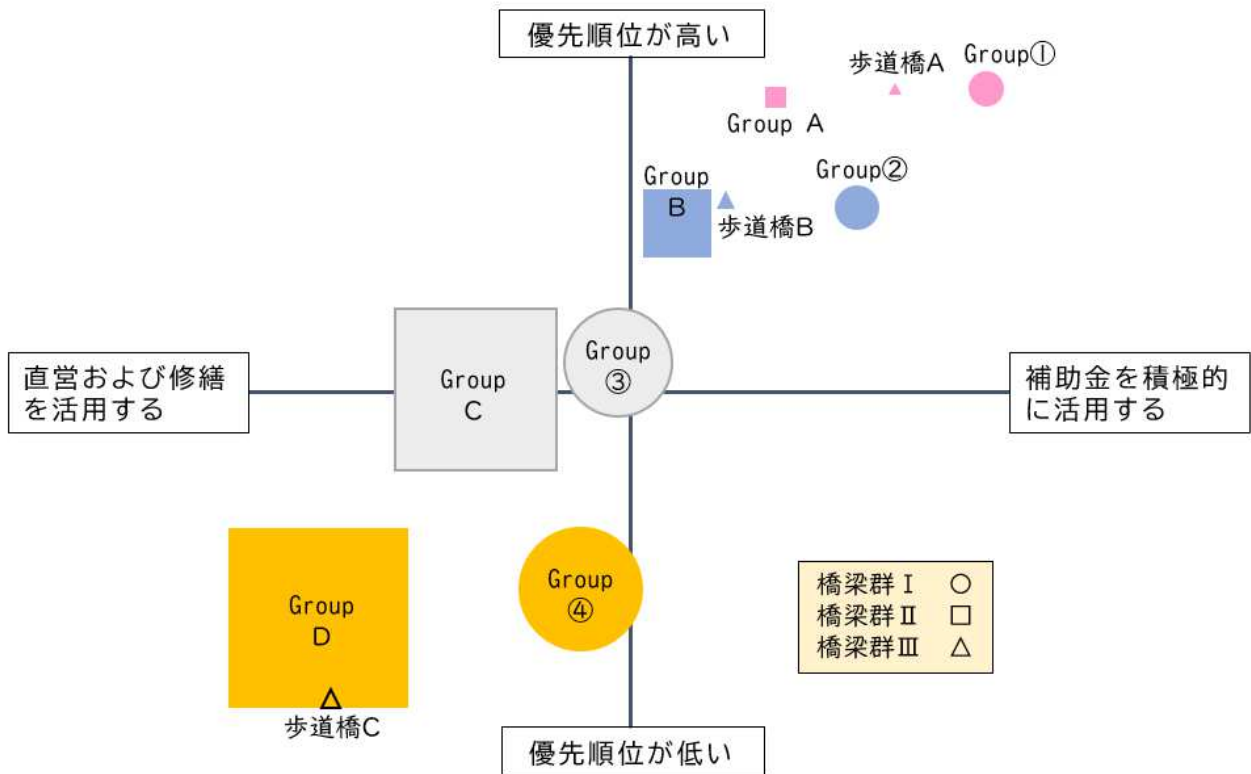 優先順位が高い
歩道橋A
Group①
Group A
Group
B
歩道橋B
Group②
直営および修繕
を活用する
Group
C
Group
③
補助金を積極的
に活用する
Group
D
歩道橋C
Group
④
橋梁群Ⅰ ○
橋梁群Ⅱ □
橋梁群Ⅲ △
優先順位が低い